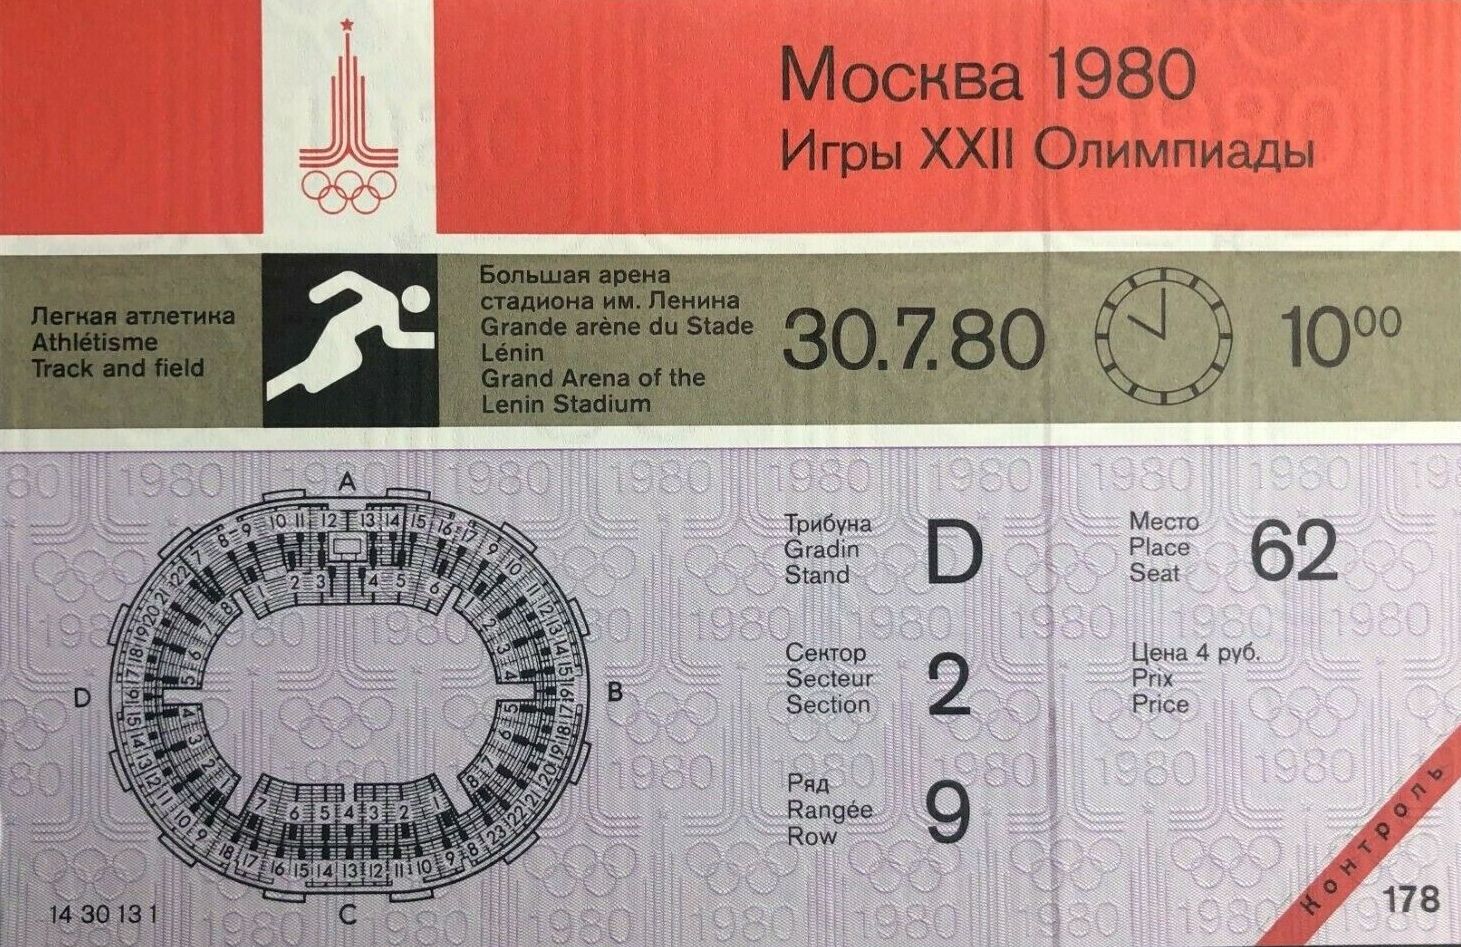 Москва 1980
Игры XXII Олимпиады
Легкая атлетика
Athlétisme
Track and field
Большая арена
стадиона им. Ленина
Grande arène du Stade
Lénin
Grand Arena of the
Lenin Stadium
30.7.80
10⁰⁰
A
B
C
D
Трибуна
Gradin
Stand
D
Место
Place
Seat
62
Сектор
Secteur
Section
2
Цена 4 руб.
Prix
Price
Ряд
Rangée
Row
9
Контроль
178
14 30 13 1